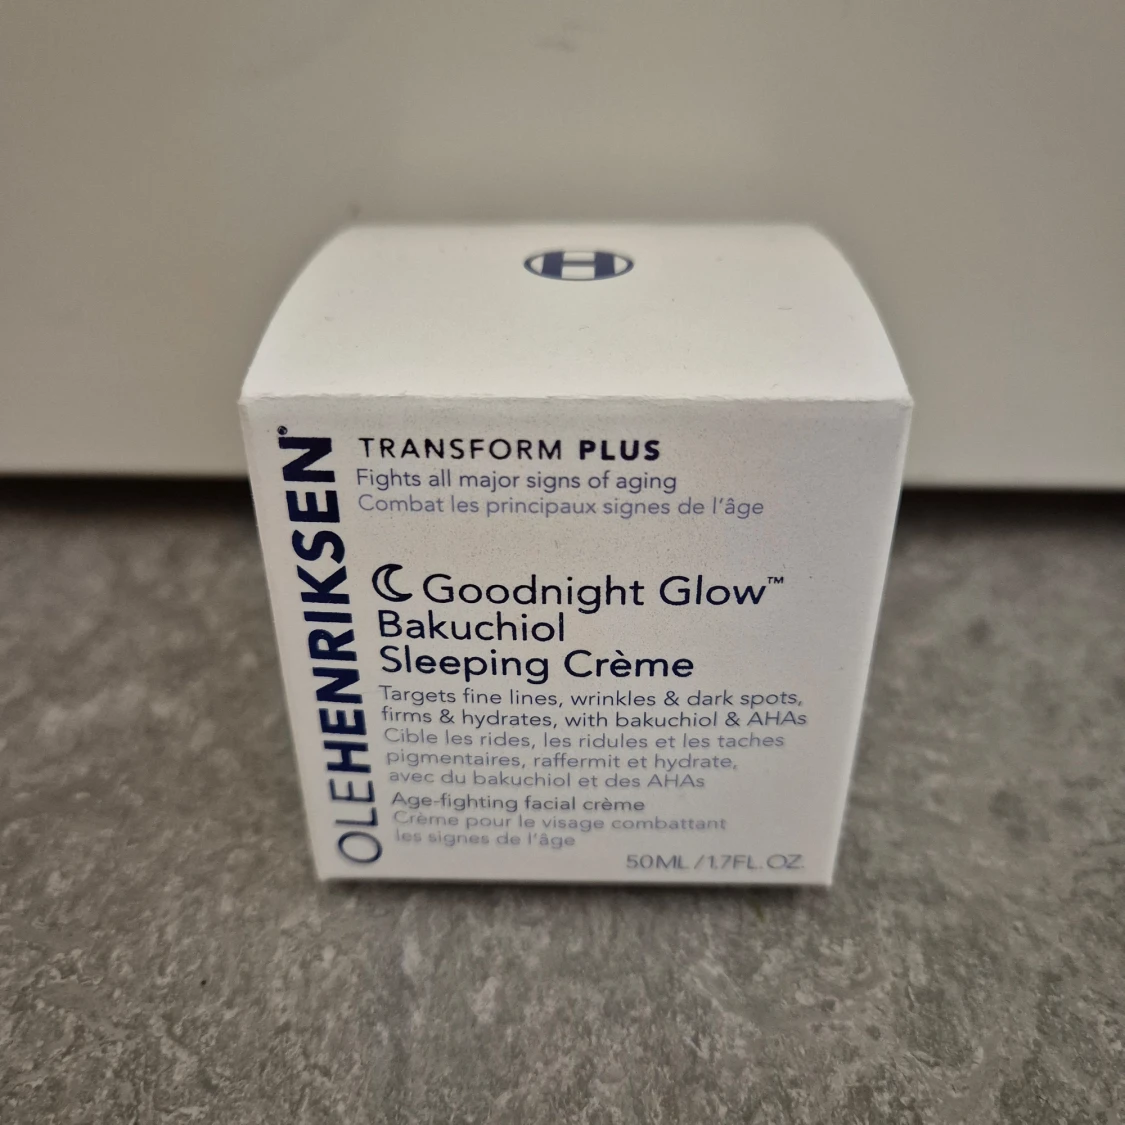 H
OLEHENRIKSEN®
TRANSFORM PLUS
Fights all major signs of aging
Combat les principaux signes de l'âge
Goodnight Glow™
Bakuchiol
Sleeping Crème
Targets fine lines, wrinkles & dark spots,
firms & hydrates, with bakuchiol & AHAs
Cible les rides, les ridules et les taches
pigmentaires, raffermit et hydrate,
avec du bakuchiol et des AHAs
Age-fighting facial crème
Crème pour le visage combattant
les signes de l'âge
50ML / 1.7FL. OZ.